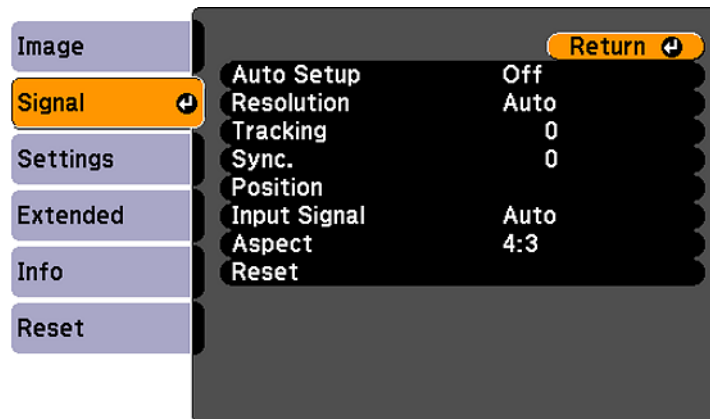 Image
Signal
Settings
Extended
Info
Reset
Return
Auto Setup Off
Resolution Auto
Tracking 0
Sync. 0
Position
Input Signal Auto
Aspect 4:3
Reset